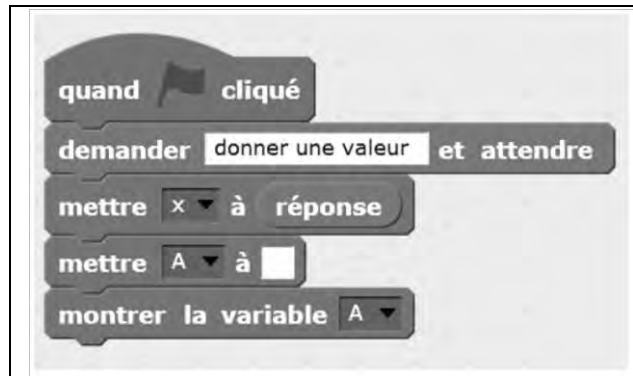 quand cliqué
demander donner une valeur et attendre
mettre x à réponse
mettre A à
montrer la variable A